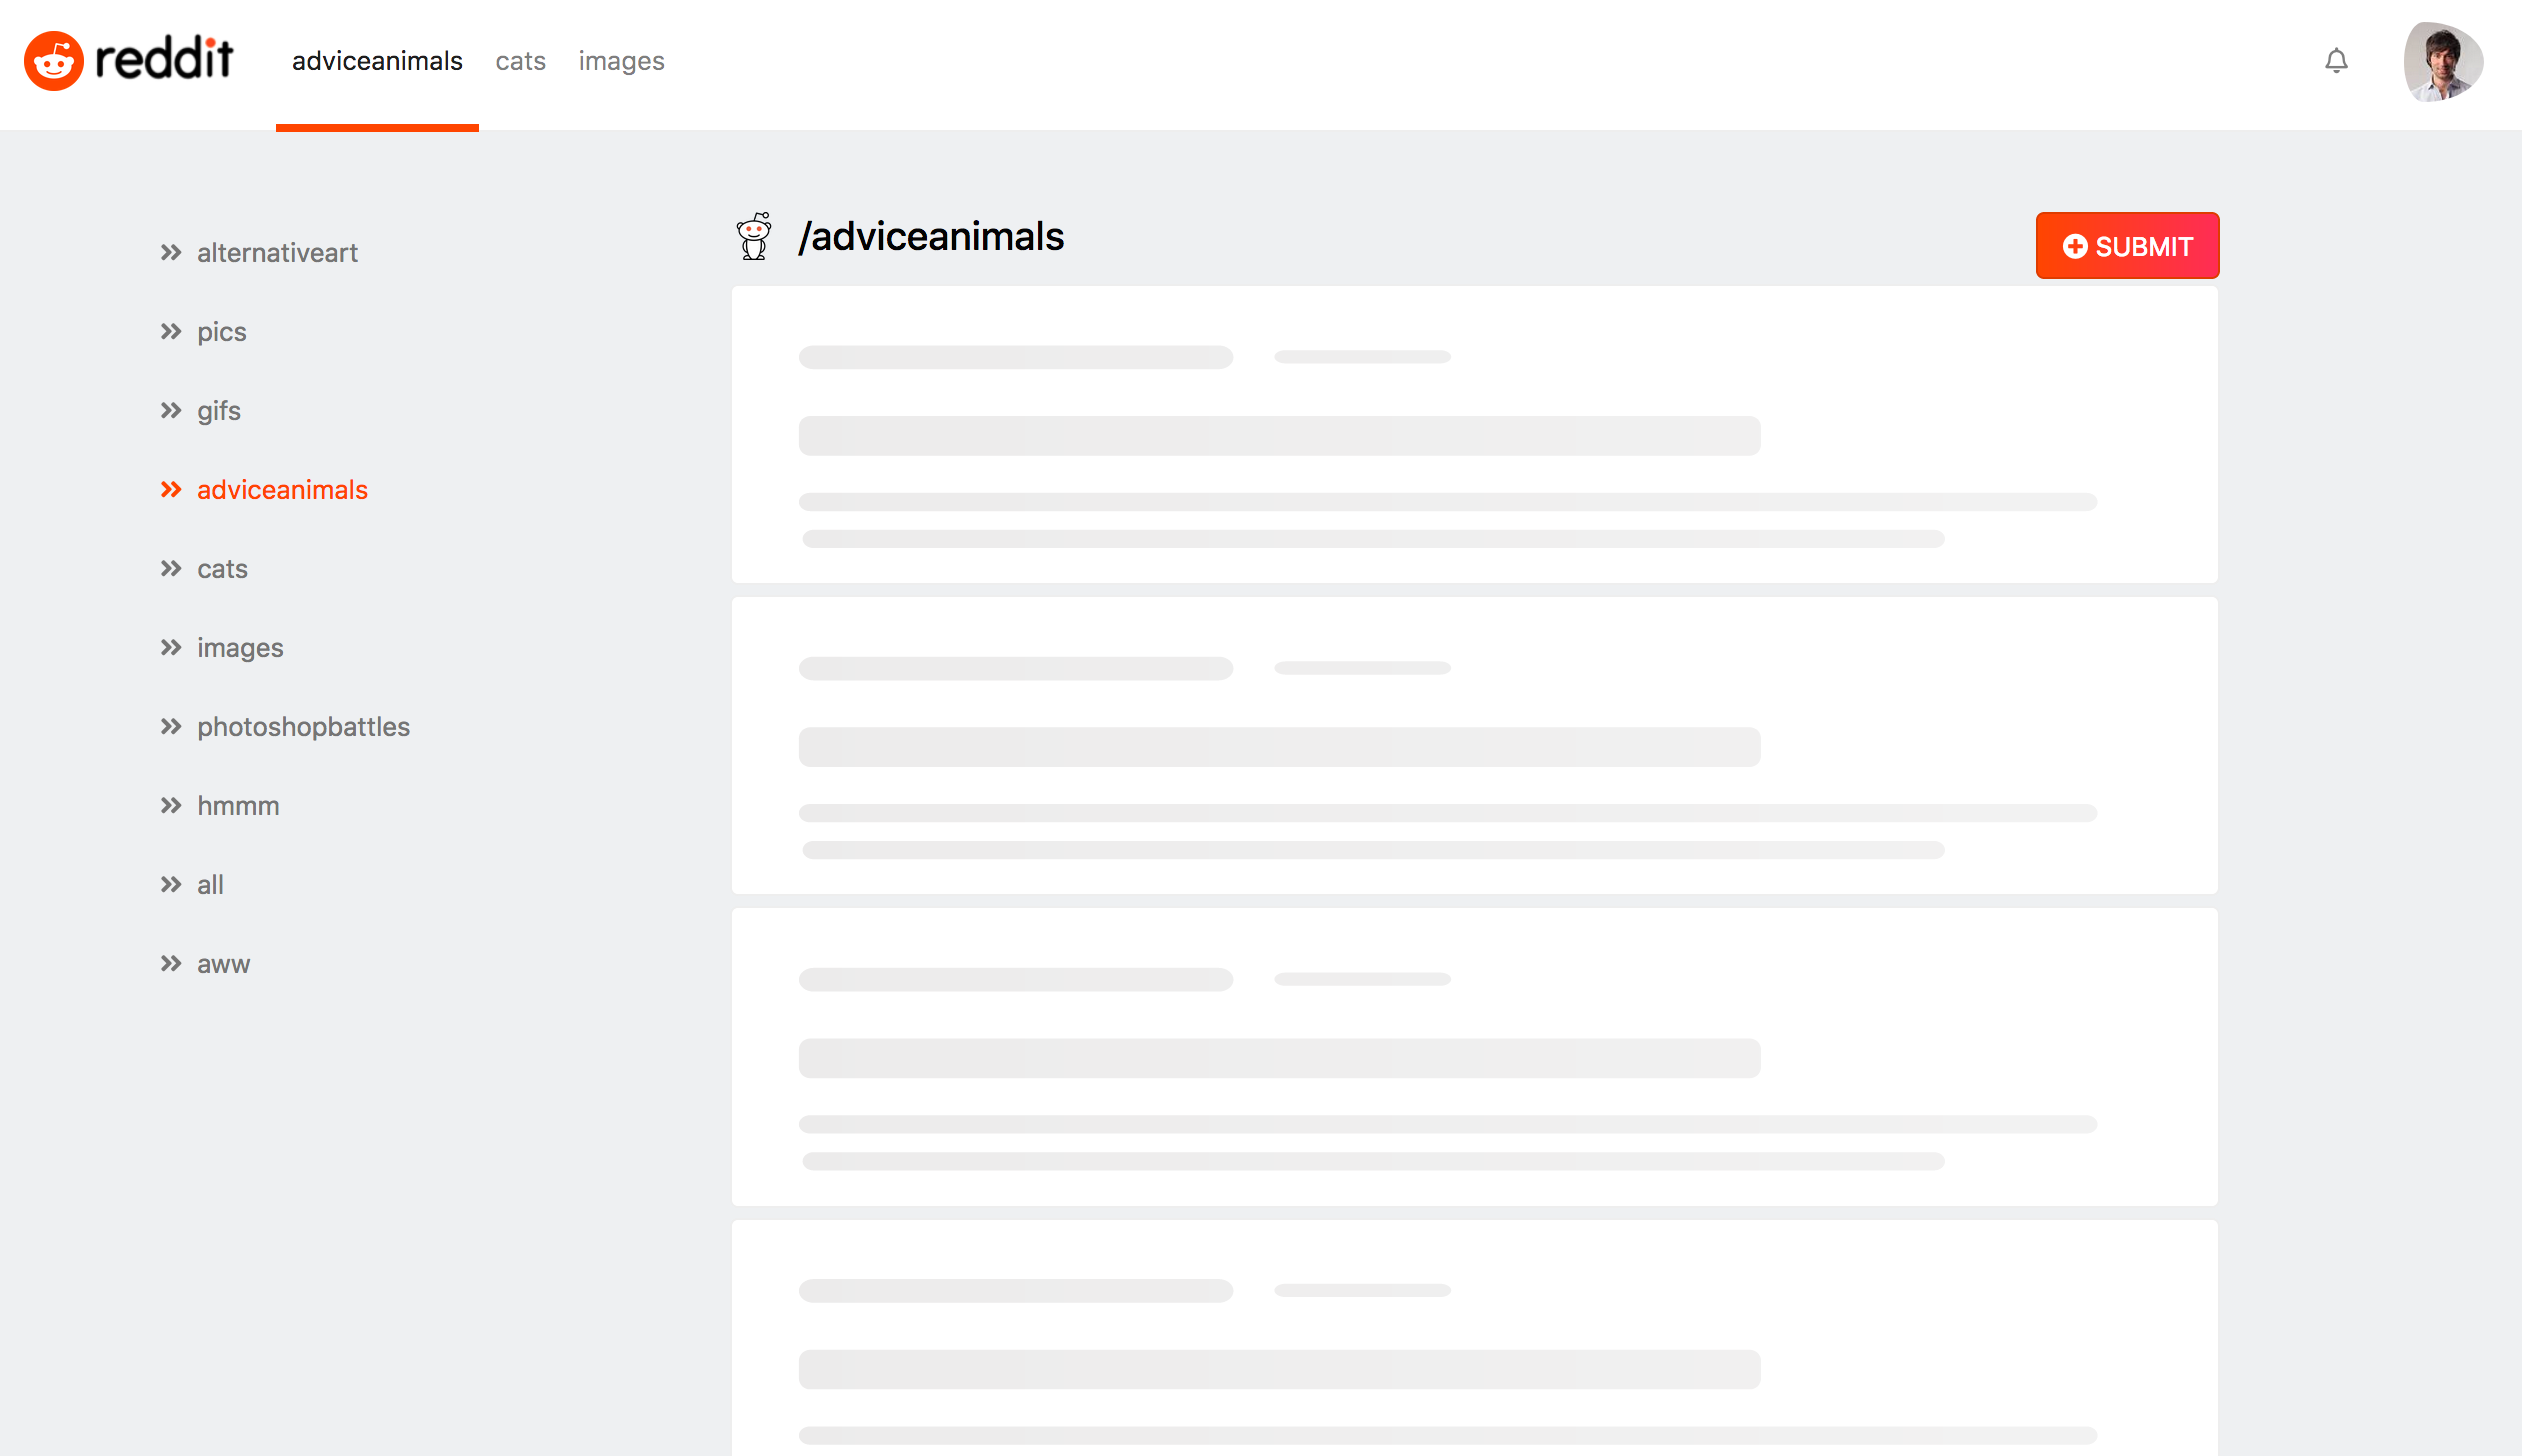 reddit
adviceanimals
cats
images
alternativeart
pics
gifs
adviceanimals
cats
images
photoshopbattles
hmmm
all
aww
/adviceanimals
SUBMIT